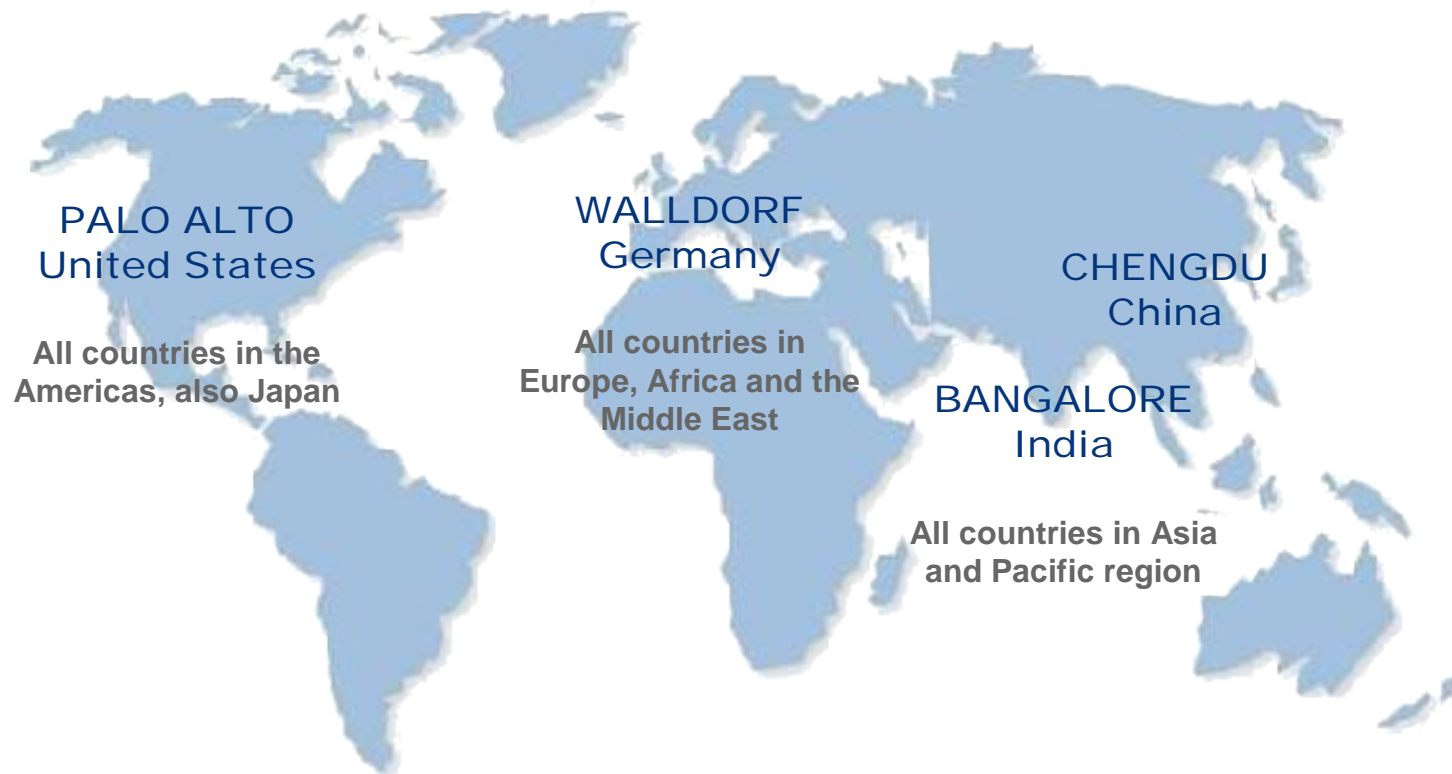 PALO ALTO
United States
All countries in the
Americas, also Japan
WALLDORF
Germany
All countries in
Europe, Africa and the
Middle East
CHENGDU
China
BANGALORE
India
All countries in Asia
and Pacific region